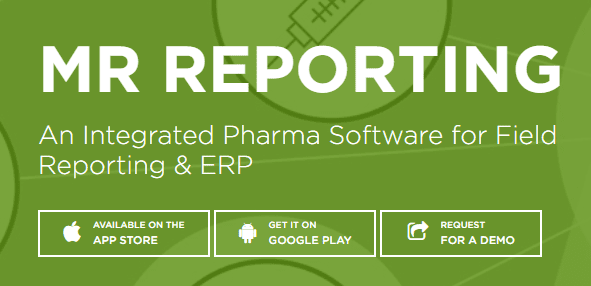 MR REPORTING
An Integrated Pharma Software for Field
Reporting & ERP
AVAILABLE ON THE
APP STORE
GET IT ON
GOOGLE PLAY
REQUEST
FOR A DEMO